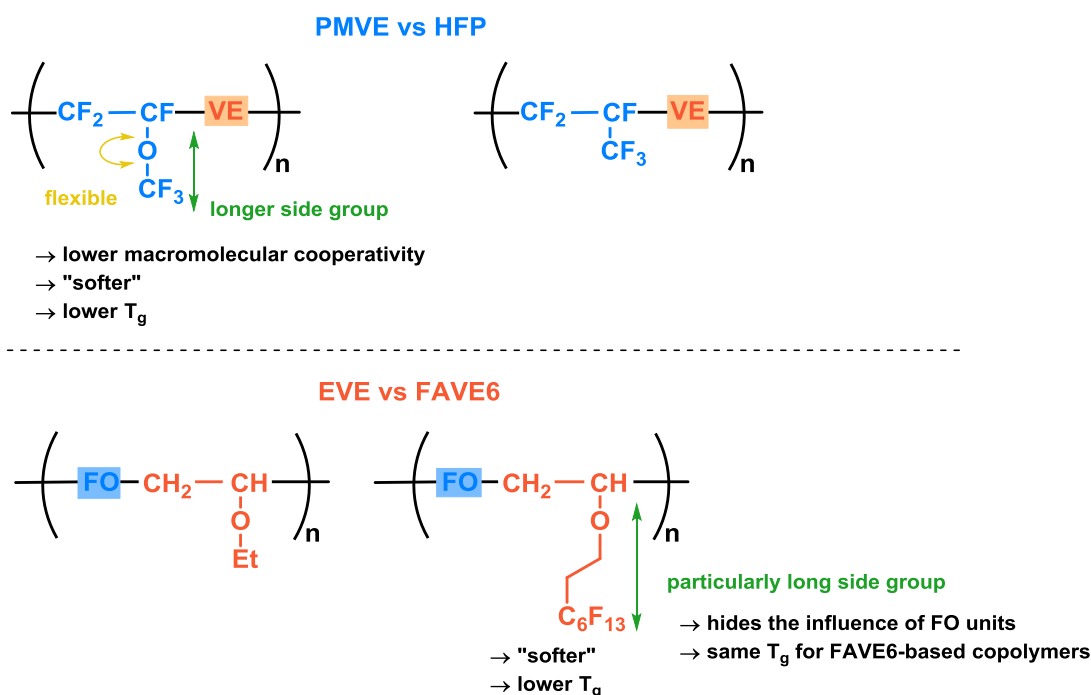 PMVE vs HFP
CF2 CF VE
O
CF3
n
flexible
longer side group
CF2 CF VE
CF3
n
→ lower macromolecular cooperativity
→ "softer"
→ lower Tg
EVE vs FAVE6
FO CH2 CH
O
Et
n
FO CH2 CH
O
C6F13
n
particularly long side group
→ hides the influence of FO units
→ same Tg for FAVE6-based copolymers
→ "softer"
→ lower Tg